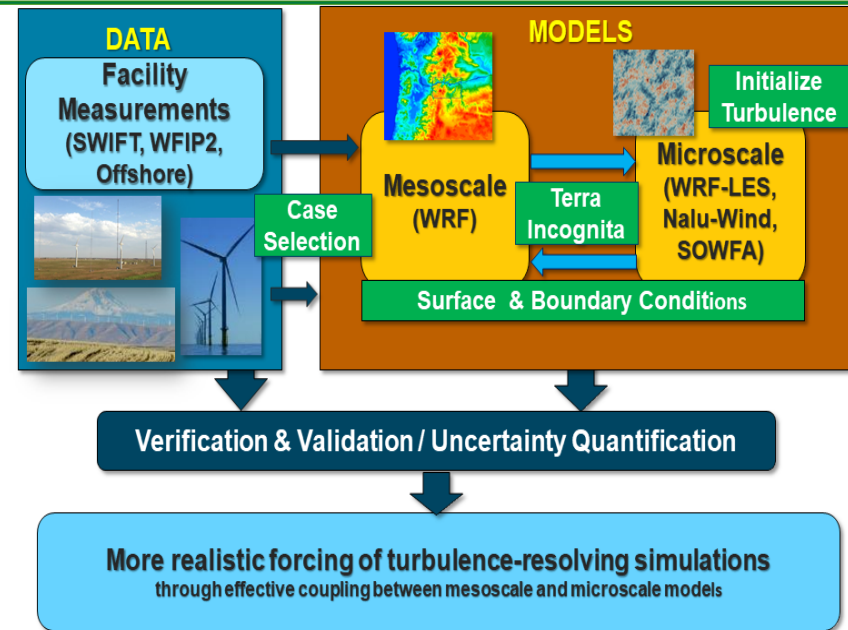 DATA
Facility
Measurements
(SWIFT, WFIP2,
Offshore)
Case
Selection
MODELS
Mesoscale
(WRF)
Terra
Incognita
Initialize
Turbulence
Microscale
(WRF-LES,
Nalu-Wind,
SOWFA)
Surface & Boundary Conditions
Verification & Validation / Uncertainty Quantification
More realistic forcing of turbulence-resolving simulations
through effective coupling between mesoscale and microscale models